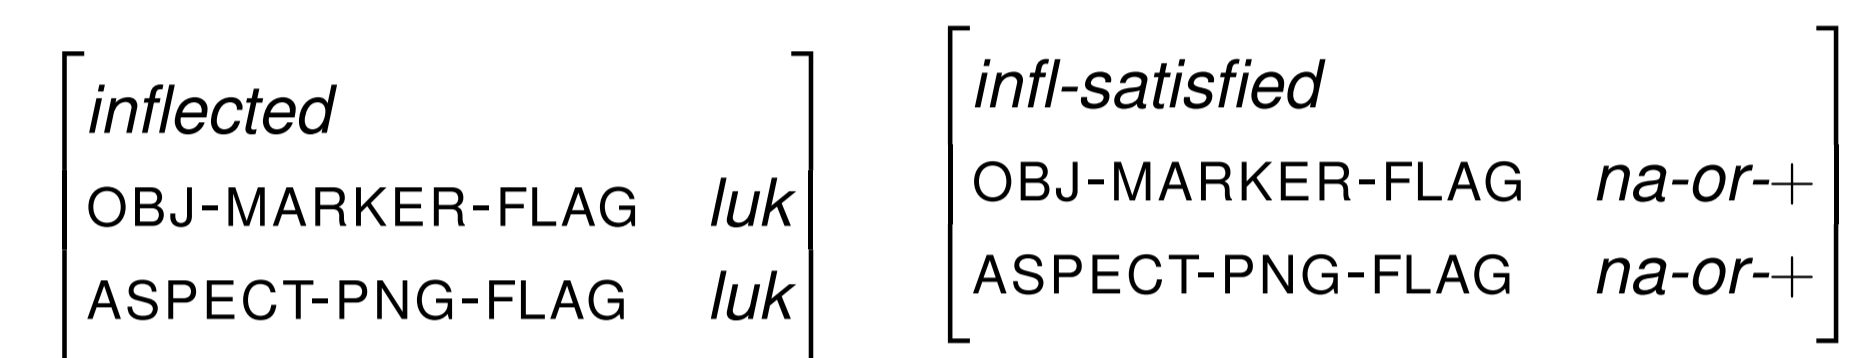 inflected
OBJ-MARKER-FLAG luk
ASPECT-PNG-FLAG luk
infl-satisfied
OBJ-MARKER-FLAG na-or-+
ASPECT-PNG-FLAG na-or-+